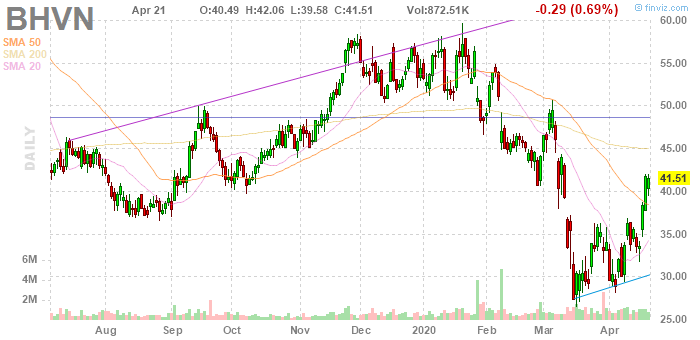 BHVN Apr 21 O:40.49 H:42.06 L:39.58 C:41.51 Vol:872.51K -0.29 (0.69%) © finviz.com
SMA 50
SMA 200
SMA 20
DAILY
60.00
55.00
50.00
45.00
41.51
40.00
35.00
30.00
25.00
6M
4M
2M
Aug Sep Oct Nov Dec 2020 Feb Mar Apr